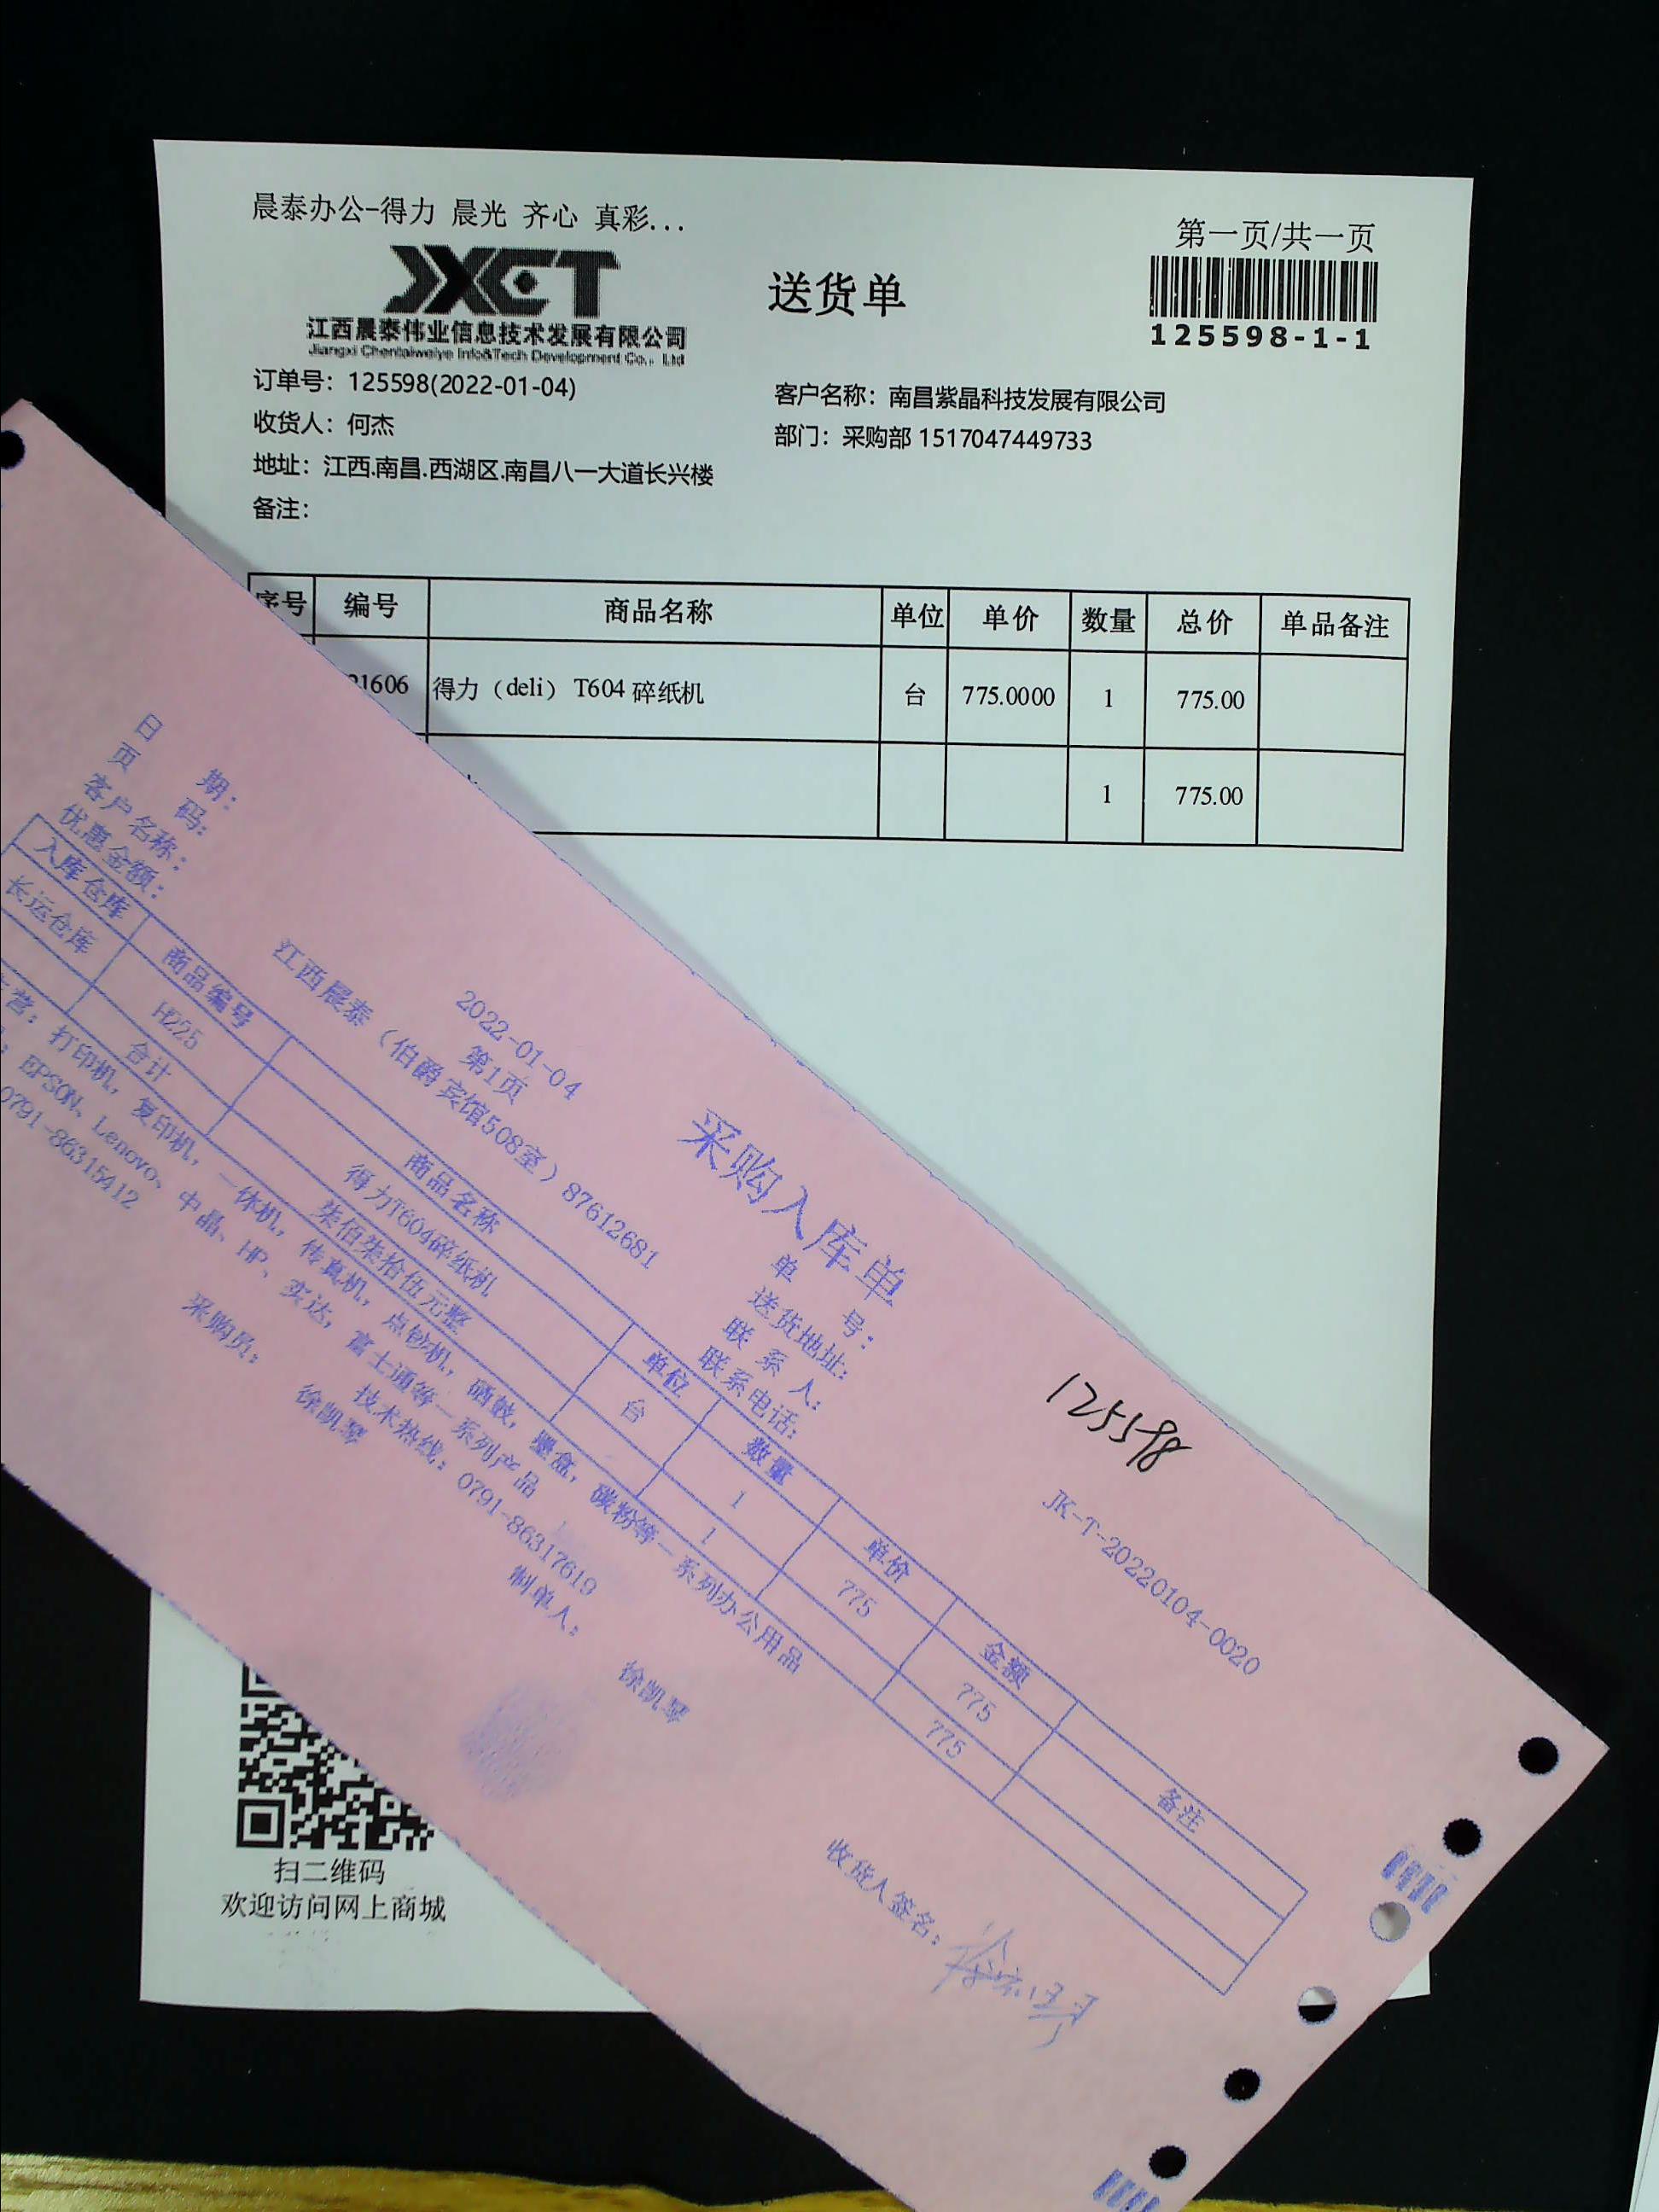 晨泰办公-得力 晨光 齐心 真彩...
第一页/共一页
JXCT
送货单
江西晨泰伟业信息技术发展有限公司
Jiangxi Chentaiweiye Info&Tech Development Co., Ltd
125598-1-1
订单号：125598(2022-01-04)
客户名称：南昌紫晶科技发展有限公司
收货人：何杰
部门：采购部 1517047449733
地址：江西.南昌.西湖区.南昌八一大道长兴楼
备注：
序号 编号 商品名称 单位 单价 数量 总价 单品备注
1606 得力（deli） T604 碎纸机 台 775.0000 1 775.00
1 775.00
扫二维码
欢迎访问网上商城
采购入库单
125598
日 期： 2022-01-04 单 号： JK-T-20220104-0020
页 码： 第1页 送货地址：
客户名称： 江西晨泰（伯爵宾馆508室）87612681 联 系 人：
优惠金额： 联系电话：
入库仓库 商品编号 商品名称 单位 数量 单价 金额 备注
长运仓库 H225 得力T604碎纸机 台 1 775 775
合计 柒佰柒拾伍元整 1 775
营：打印机，复印机，一体机，传真机，点钞机，硒鼓，墨盒，碳粉等一系列办公用品
：EPSON、Lenovo、中晶、HP、实达，富士通等一系列产品
0791-86315412 技术热线：0791-86317619
采购员： 徐凯琴 制单人： 徐凯琴 收货人签名：